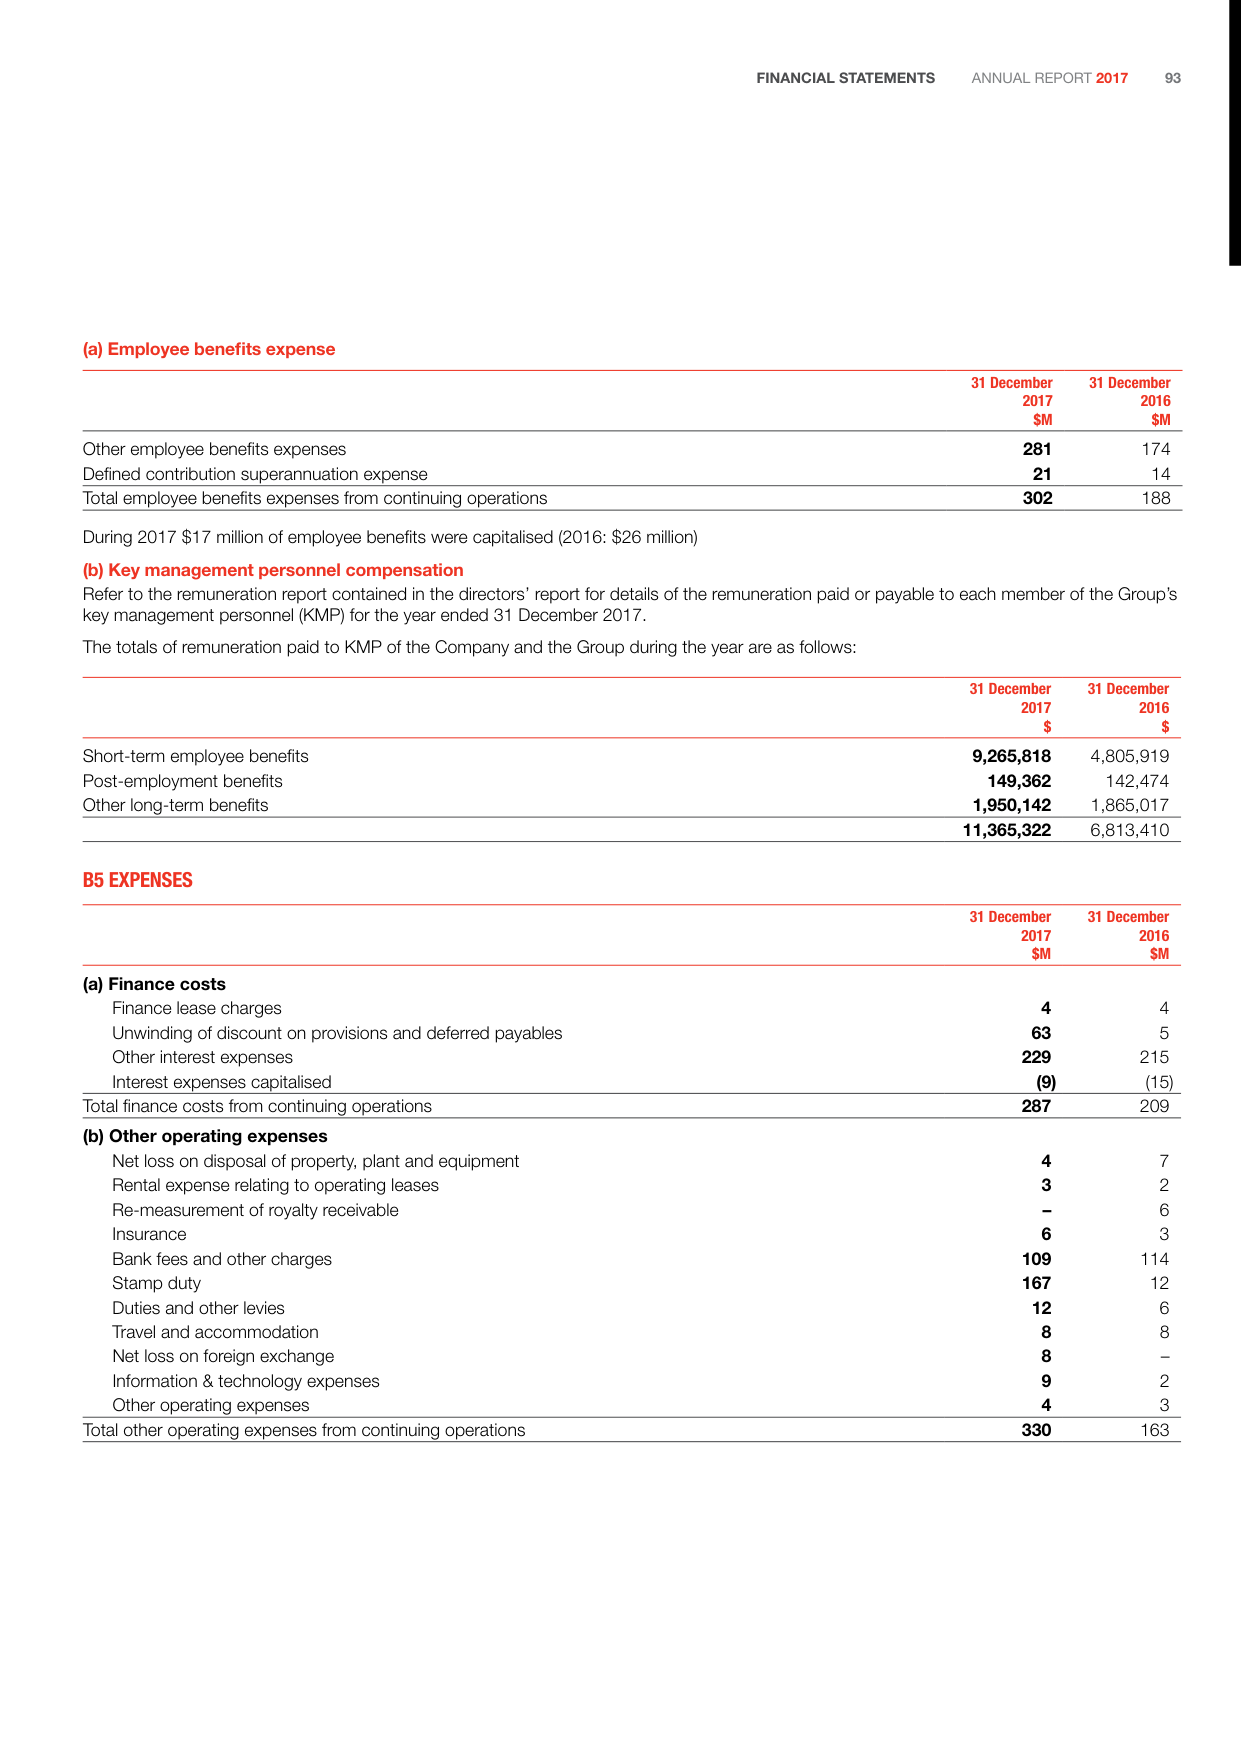 FINANCIAL STATEMENTS ANNUAL REPORT 2017 93
(a) Employee benefits expense
31 December 31 December
2017 2016
$M $M
Other employee benefits expenses 281 174
Defined contribution superannuation expense 21 14
Total employee benefits expenses from continuing operations 302 188
During 2017 $17 million of employee benefits were capitalised (2016: $26 million)
(b) Key management personnel compensation
Refer to the remuneration report contained in the directors’ report for details of the remuneration paid or payable to each member of the Group’s
key management personnel (KMP) for the year ended 31 December 2017.
The totals of remuneration paid to KMP of the Company and the Group during the year are as follows:
31 December 31 December
2017 2016
$ $
Short-term employee benefits 9,265,818 4,805,919
Post-employment benefits 149,362 142,474
Other long-term benefits 1,950,142 1,865,017
11,365,322 6,813,410
B5 EXPENSES
31 December 31 December
2017 2016
$M $M
(a) Finance costs
Finance lease charges 4 4
Unwinding of discount on provisions and deferred payables 63 5
Other interest expenses 229 215
Interest expenses capitalised (9) (15)
Total finance costs from continuing operations 287 209
(b) Other operating expenses
Net loss on disposal of property, plant and equipment 4 7
Rental expense relating to operating leases 3 2
Re-measurement of royalty receivable – 6
Insurance 6 3
Bank fees and other charges 109 114
Stamp duty 167 12
Duties and other levies 12 6
Travel and accommodation 8 8
Net loss on foreign exchange 8 –
Information & technology expenses 9 2
Other operating expenses 4 3
Total other operating expenses from continuing operations 330 163